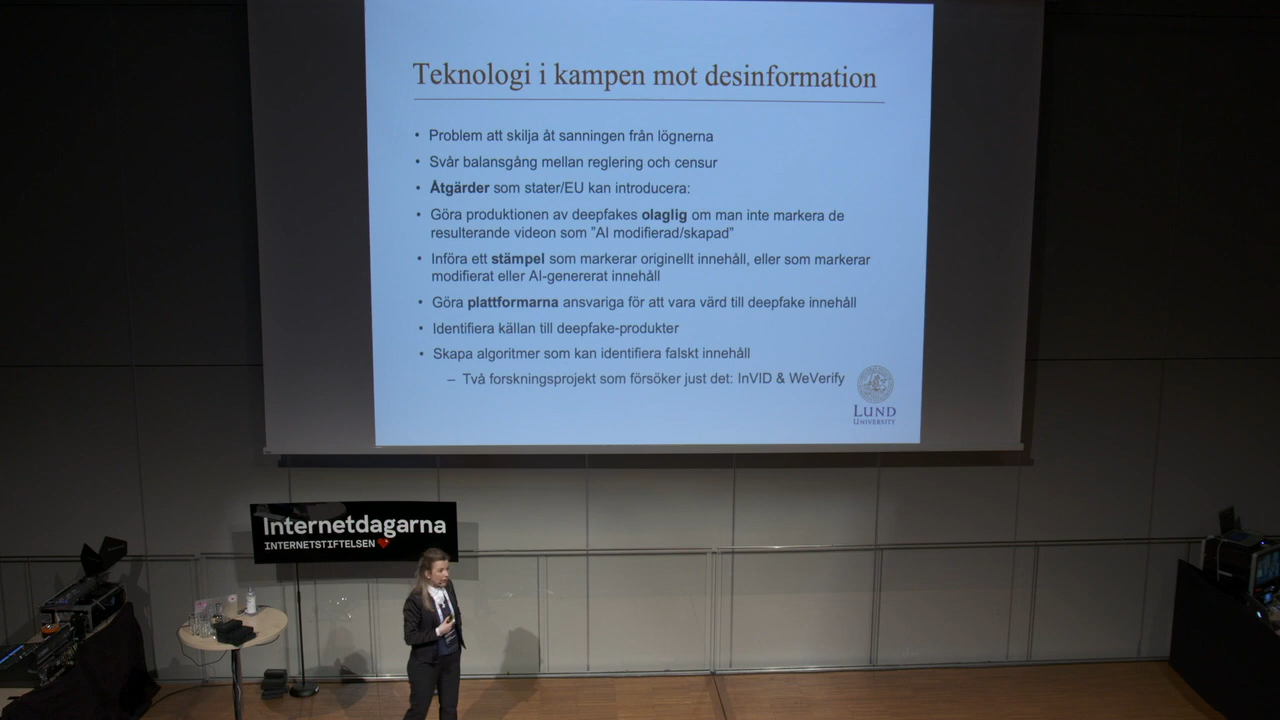 Teknologi i kampen mot desinformation
• Problem att skilja åt sanningen från lögnerna
• Svår balansgång mellan reglering och censur
• Åtgärder som stater/EU kan introducera:
• Göra produktionen av deepfakes olaglig om man inte markera de
resulterande videon som ”AI modifierad/skapad”
• Införa ett stämpel som markerar originellt innehåll, eller som markerar
modifierat eller AI-genererat innehåll
• Göra plattformarna ansvariga för att vara värd till deepfake innehåll
• Identifiera källan till deepfake-produkter
• Skapa algoritmer som kan identifiera falskt innehåll
– Två forskningsprojekt som försöker just det: InVID & WeVerify
LUND
UNIVERSITY
Internetdagarna
INTERNETSTIFTELSEN